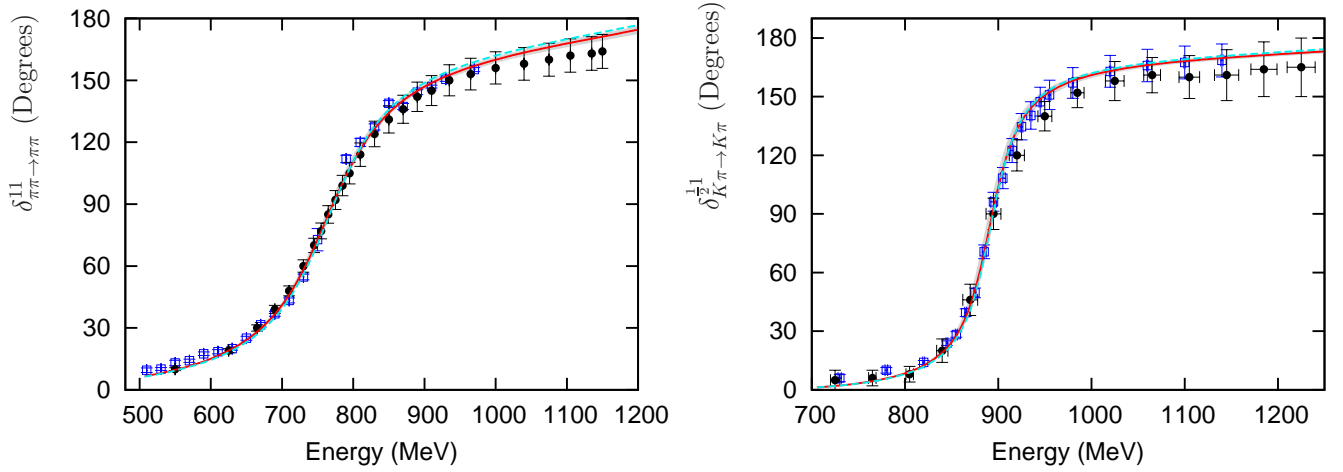 δ^{11}_{ππ→ππ} (Degrees)
180
150
120
90
60
30
0
500 600 700 800 900 1000 1100 1200
Energy (MeV)
δ^{\frac{1}{2}1}_{Kπ→Kπ} (Degrees)
180
150
120
90
60
30
0
700 800 900 1000 1100 1200
Energy (MeV)